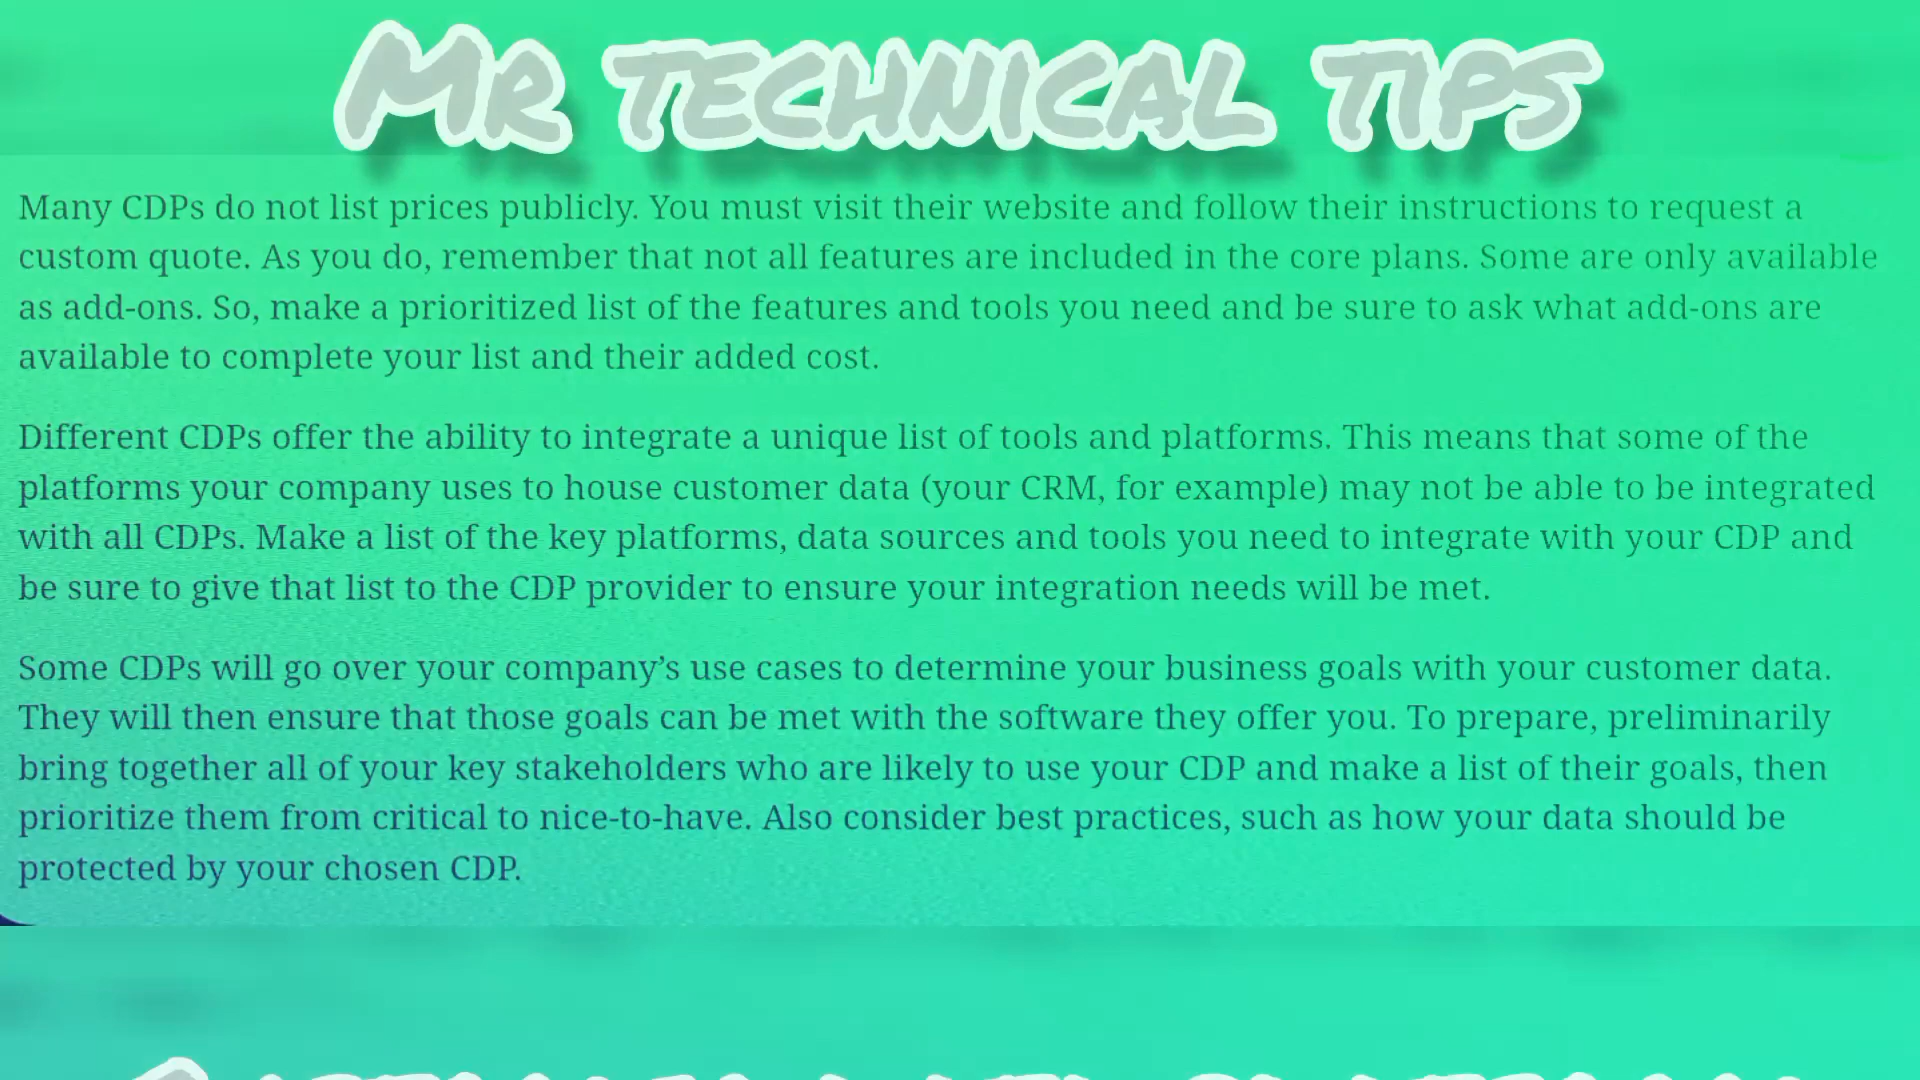 Mr technical tips
Many CDPs do not list prices publicly. You must visit their website and follow their instructions to request a
custom quote. As you do, remember that not all features are included in the core plans. Some are only available
as add-ons. So, make a prioritized list of the features and tools you need and be sure to ask what add-ons are
available to complete your list and their added cost.
Different CDPs offer the ability to integrate a unique list of tools and platforms. This means that some of the
platforms your company uses to house customer data (your CRM, for example) may not be able to be integrated
with all CDPs. Make a list of the key platforms, data sources and tools you need to integrate with your CDP and
be sure to give that list to the CDP provider to ensure your integration needs will be met.
Some CDPs will go over your company’s use cases to determine your business goals with your customer data.
They will then ensure that those goals can be met with the software they offer you. To prepare, preliminarily
bring together all of your key stakeholders who are likely to use your CDP and make a list of their goals, then
prioritize them from critical to nice-to-have. Also consider best practices, such as how your data should be
protected by your chosen CDP.